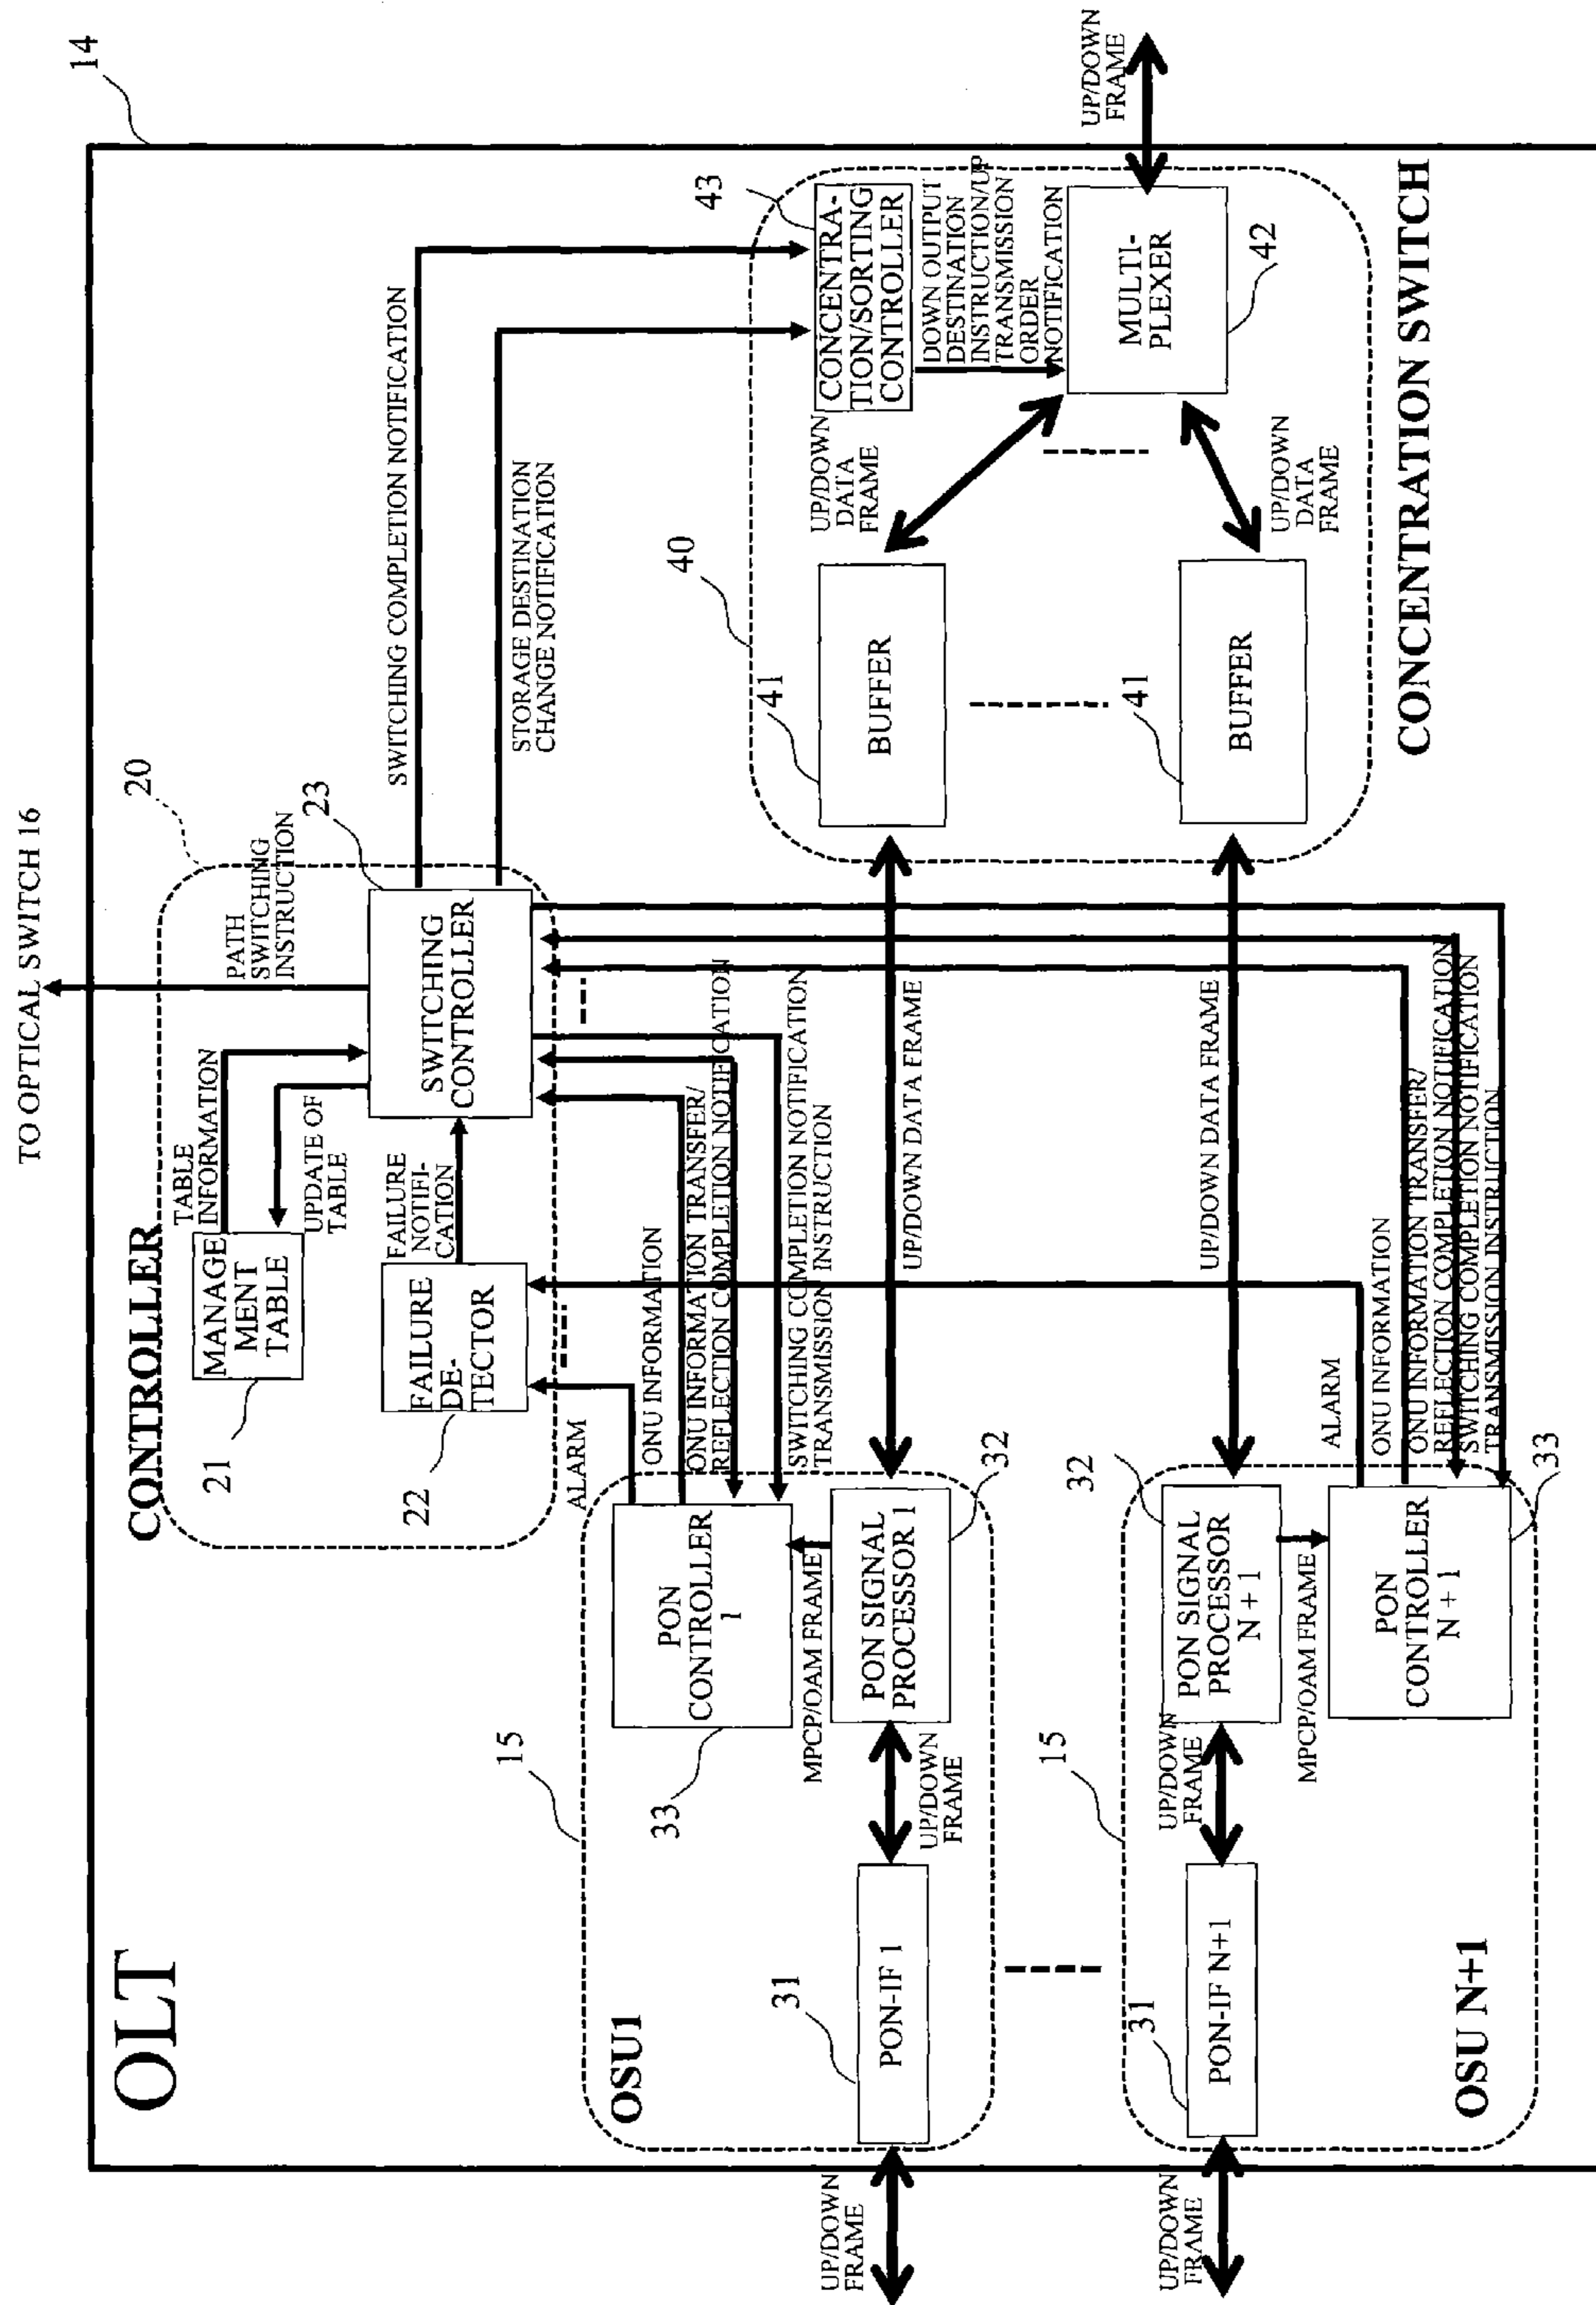 OLT
14
TO OPTICAL SWITCH 16
CONTROLLER
20
PATH
SWITCHING
INSTRUCTION
TABLE
INFORMATION
UPDATE OF
TABLE
MANAGE
MENT
TABLE
21
FAILURE
DE-
TECTOR
22
FAILURE
NOTIFI-
CATION
SWITCHING
CONTROLLER
23
SWITCHING COMPLETION NOTIFICATION
STORAGE DESTINATION
CHANGE NOTIFICATION
ALARM
ONU INFORMATION
ONU INFORMATION TRANSFER/
REFLECTION COMPLETION NOTIFICATION
SWITCHING COMPLETION NOTIFICATION
TRANSMISSION INSTRUCTION
UP/DOWN DATA FRAME
OSU1
15
PON
CONTROLLER
1
33
MPCP/OAM FRAME
PON SIGNAL
PROCESSOR 1
32
UP/DOWN
FRAME
PON-IF 1
31
UP/DOWN
FRAME
OSU N+1
15
PON SIGNAL
PROCESSOR
N + 1
32
MPCP/OAM FRAME
PON
CONTROLLER
N + 1
33
UP/DOWN
FRAME
PON-IF N+1
31
UP/DOWN
FRAME
UP/DOWN DATA FRAME
ALARM
ONU INFORMATION
ONU INFORMATION TRANSFER/
REFLECTION COMPLETION NOTIFICATION
SWITCHING COMPLETION NOTIFICATION
TRANSMISSION INSTRUCTION
CONCENTRATION SWITCH
40
BUFFER
41
BUFFER
41
UP/DOWN
DATA
FRAME
UP/DOWN
DATA
FRAME
CONCENTRA-
TION/SORTING
CONTROLLER
43
DOWN OUTPUT
DESTINATION
INSTRUCTION/UP
TRANSMISSION
ORDER
NOTIFICATION
MULTI-
PLEXER
42
UP/DOWN
FRAME